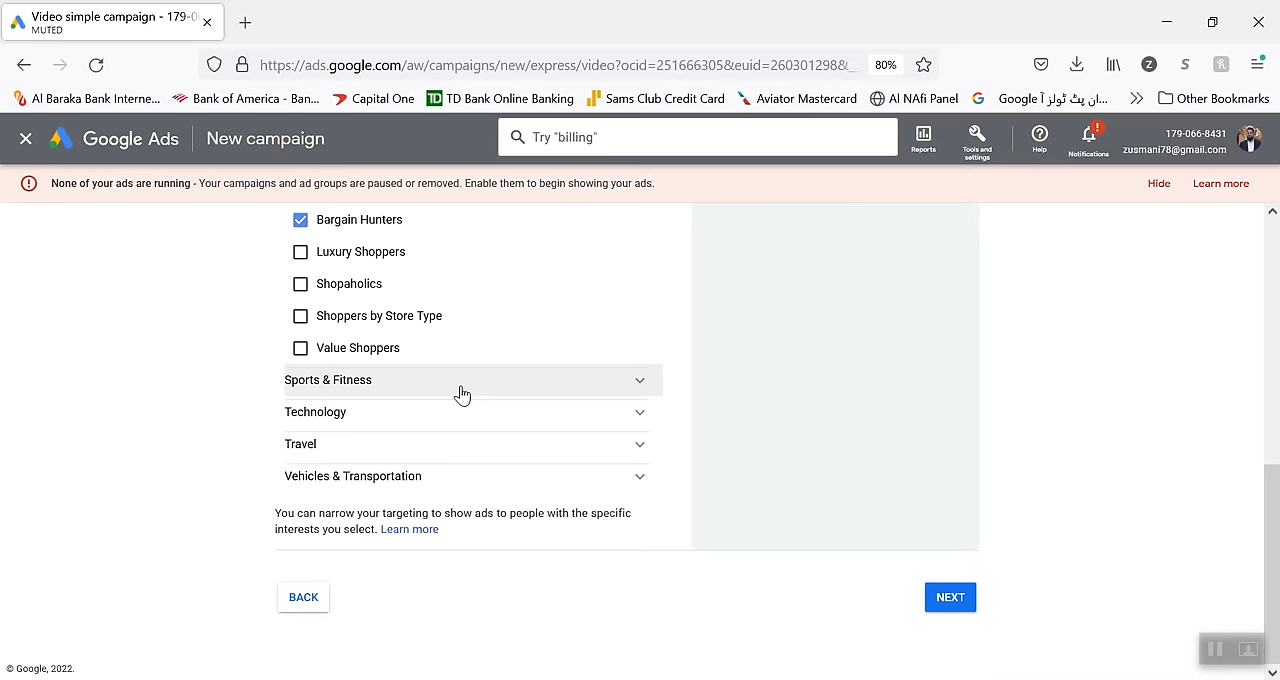 Video simple campaign - 179-0
MUTED
https://ads.google.com/aw/campaigns/new/express/video?ocid=251666305&euid=260301298&_
80%
Al Baraka Bank Interne...
Bank of America - Ban...
Capital One
TD Bank Online Banking
Sams Club Credit Card
Aviator Mastercard
Al NAfi Panel
Google ان پٹ ٹولز آ...
Other Bookmarks
Google Ads
New campaign
Try "billing"
Reports
Tools and settings
Help
Notifications
179-066-8431
zusmani78@gmail.com
None of your ads are running - Your campaigns and ad groups are paused or removed. Enable them to begin showing your ads.
Hide
Learn more
Bargain Hunters
Luxury Shoppers
Shopaholics
Shoppers by Store Type
Value Shoppers
Sports & Fitness
Technology
Travel
Vehicles & Transportation
You can narrow your targeting to show ads to people with the specific
interests you select. Learn more
BACK
NEXT
© Google, 2022.